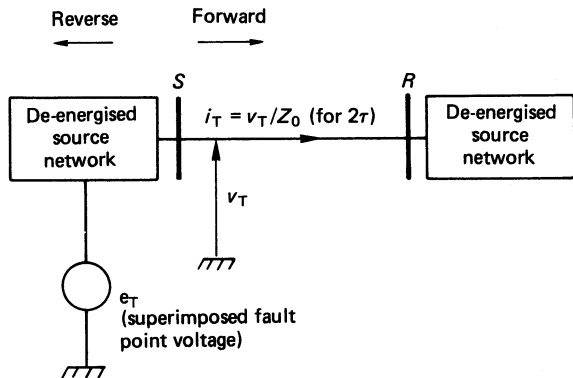 Reverse
Forward
S
R
De-energised
source
network
i_T = v_T/Z_0 (for 2τ)
De-energised
source
network
v_T
e_T
(superimposed fault
point voltage)